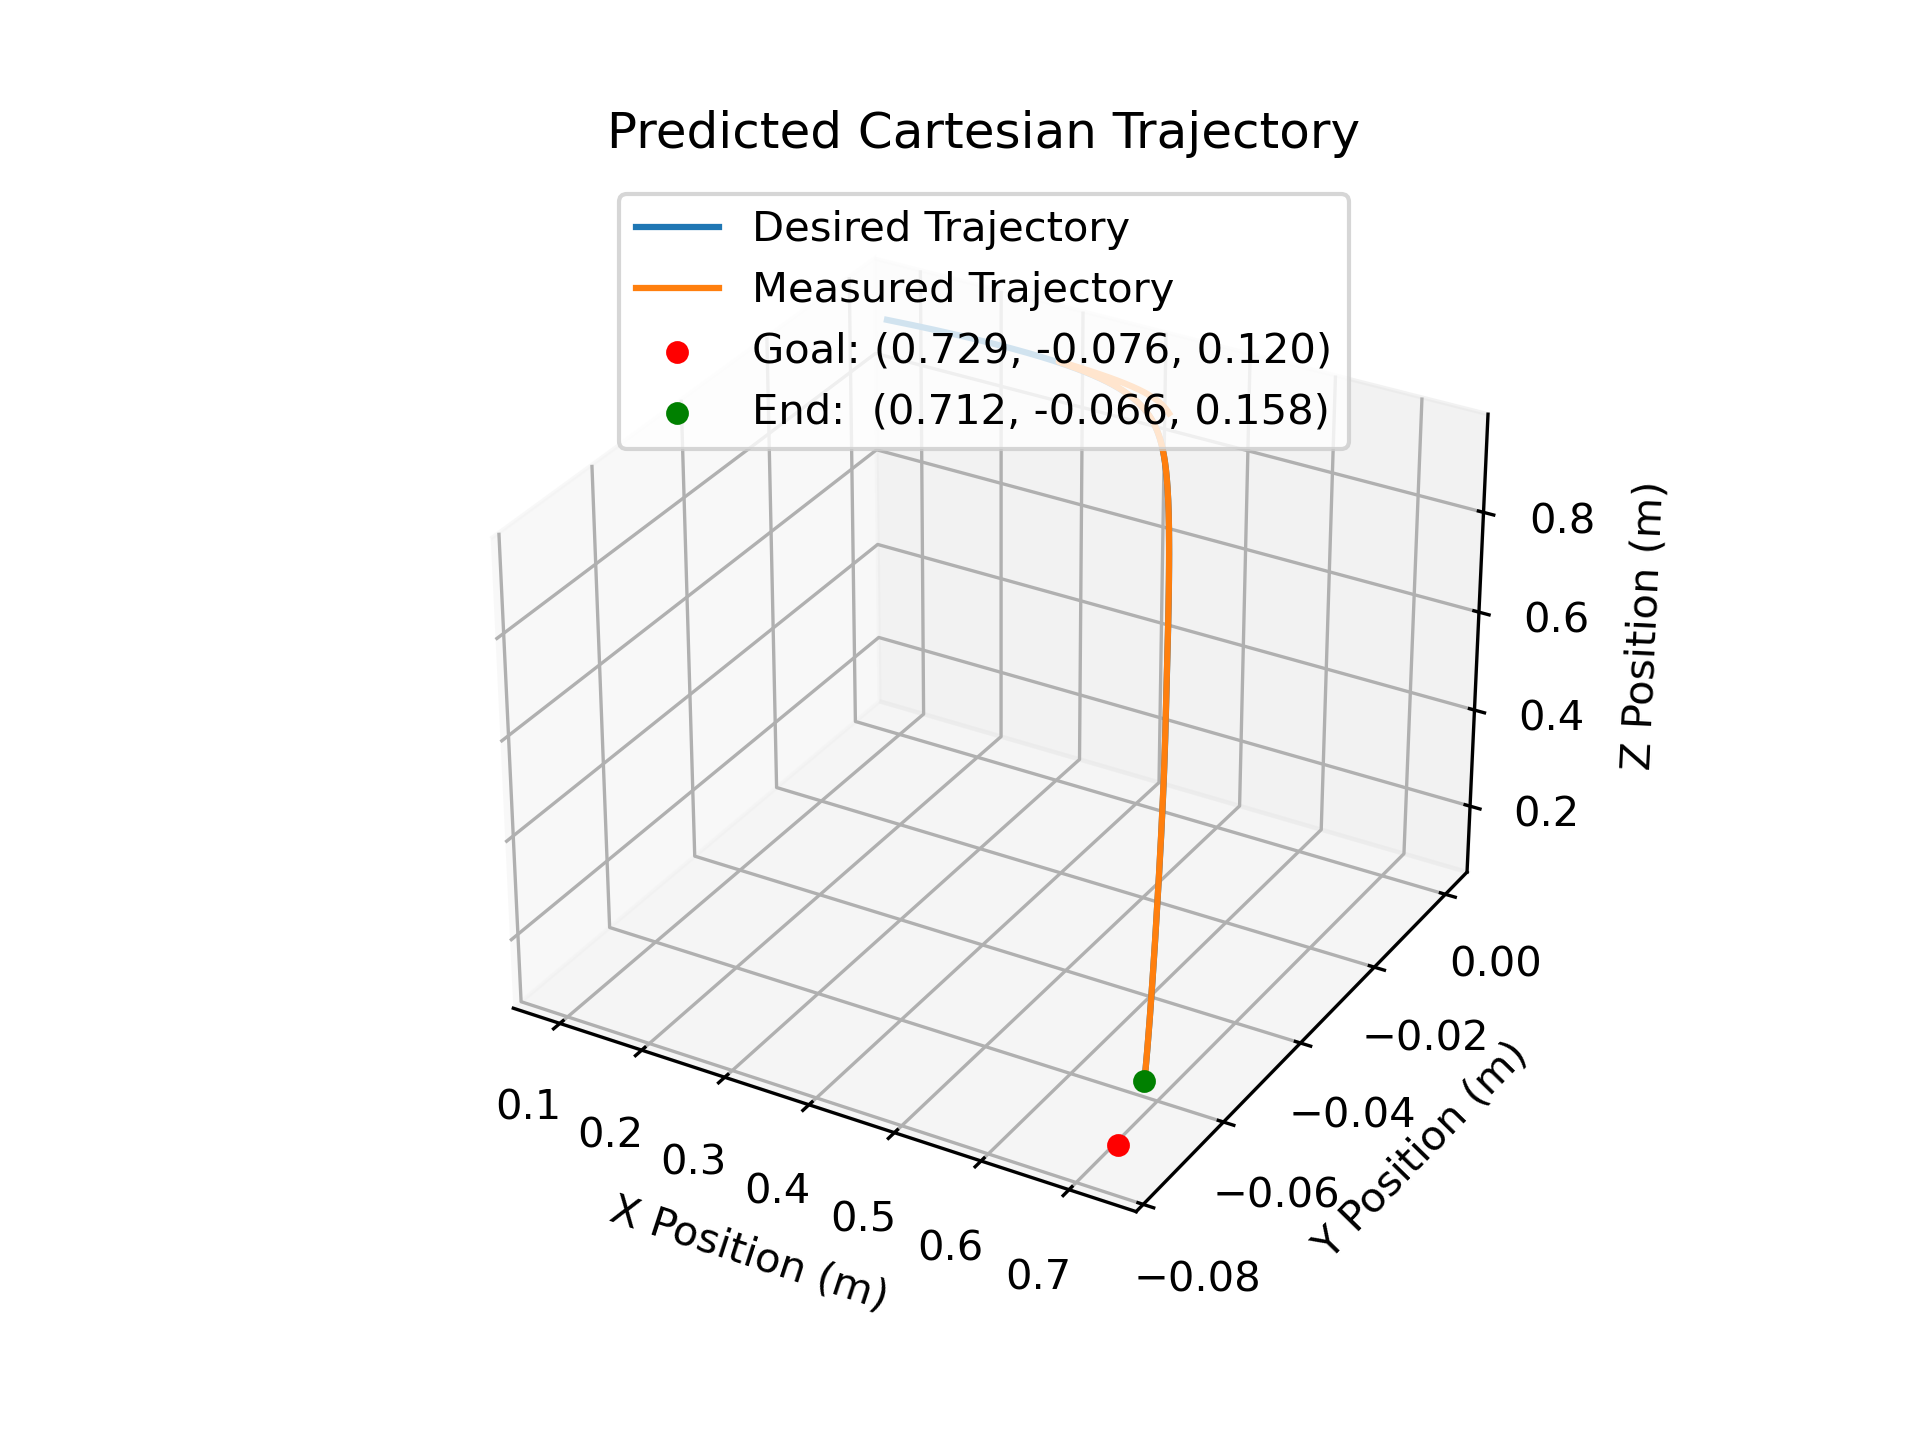 Predicted Cartesian Trajectory
Desired Trajectory
Measured Trajectory
Goal: (0.729, -0.076, 0.120)
End:  (0.712, -0.066, 0.158)
0.8
0.6
0.4
0.2
Z Position (m)
0.00
−0.02
−0.04
−0.06
−0.08
Y Position (m)
0.1
0.2
0.3
0.4
0.5
0.6
0.7
X Position (m)